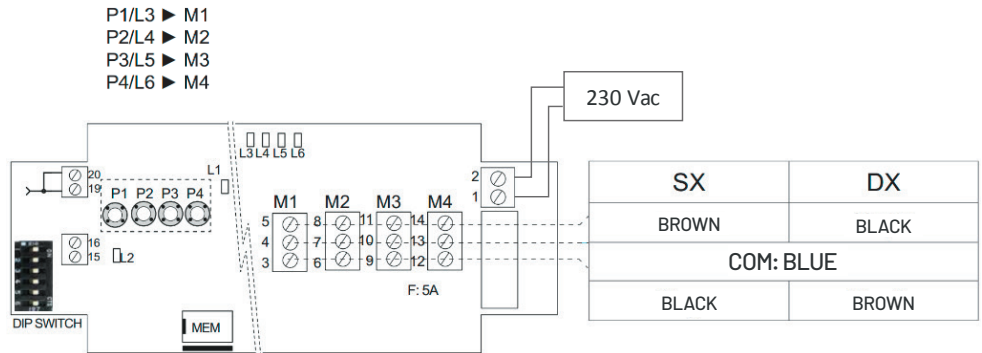 P1/L3 ► M1
P2/L4 ► M2
P3/L5 ► M3
P4/L6 ► M4
230 Vac
L3 L4 L5 L6
L1
20
19
P1 P2 P3 P4
2
1
M1 M2 M3 M4
5 8 11 14
4 7 10 13
3 6 9 12
16
15
L2
F: 5A
DIP SWITCH
MEM
SX DX
BROWN BLACK
COM: BLUE
BLACK BROWN